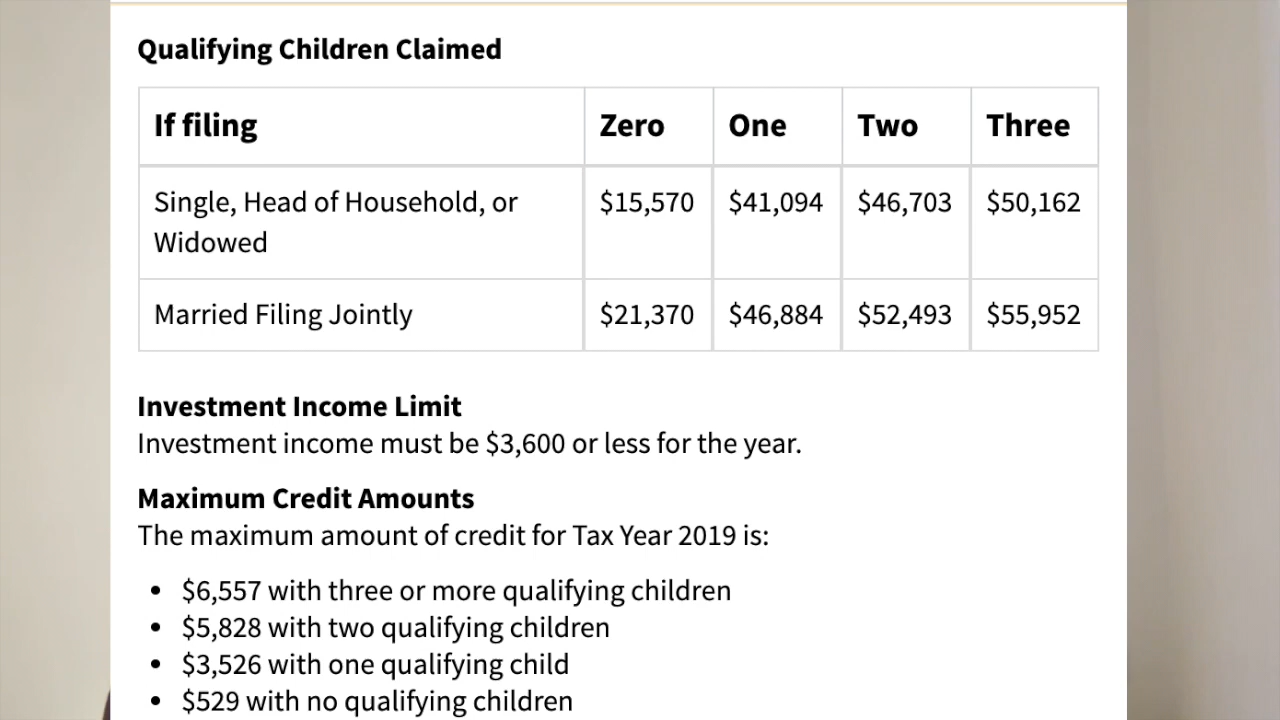 Qualifying Children Claimed
If filing Zero One Two Three
Single, Head of Household, or $15,570 $41,094 $46,703 $50,162
Widowed
Married Filing Jointly $21,370 $46,884 $52,493 $55,952
Investment Income Limit
Investment income must be $3,600 or less for the year.
Maximum Credit Amounts
The maximum amount of credit for Tax Year 2019 is:
• $6,557 with three or more qualifying children
• $5,828 with two qualifying children
• $3,526 with one qualifying child
• $529 with no qualifying children